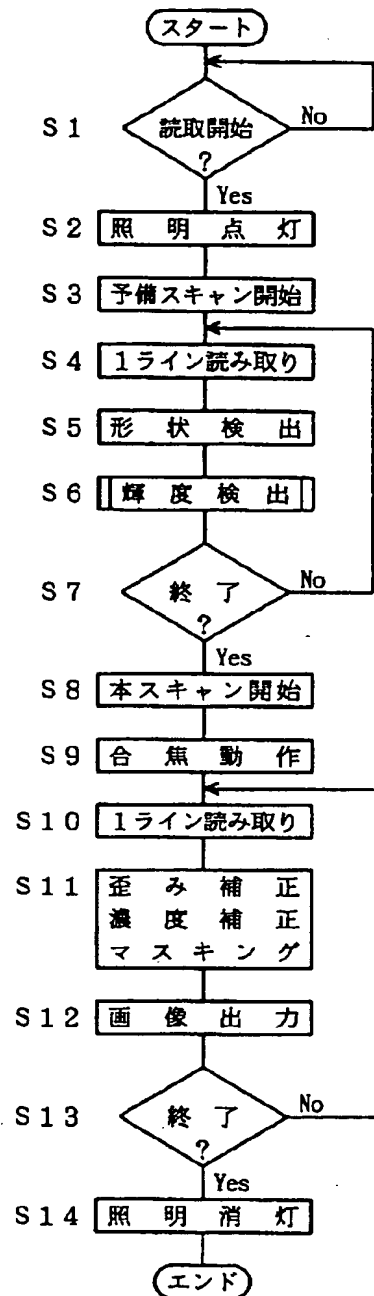 スタート
S1 読取開始 No
?
Yes
S2 照明点灯
S3 予備スキャン開始
S4 1ライン読み取り
S5 形状検出
S6 輝度検出
S7 終了 No
?
Yes
S8 本スキャン開始
S9 合焦動作
S10 1ライン読み取り
S11 歪み補正
濃度補正
マスキング
S12 画像出力
S13 終了 No
?
Yes
S14 照明消灯
エンド